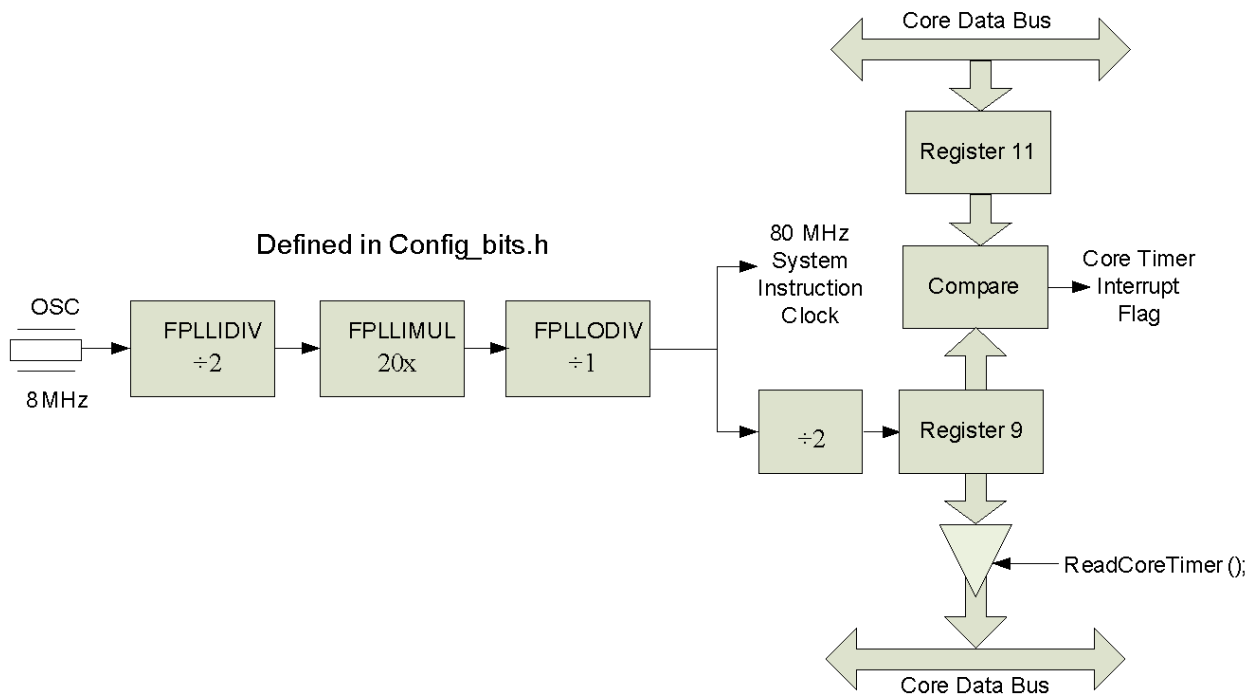 Core Data Bus
Register 11
Defined in Config_bits.h
80 MHz
System
Instruction
Clock
Compare
Core Timer
Interrupt
Flag
OSC
8 MHz
FPLLIDIV
÷2
FPLLIMUL
20x
FPLLODIV
÷1
÷2
Register 9
ReadCoreTimer ();
Core Data Bus